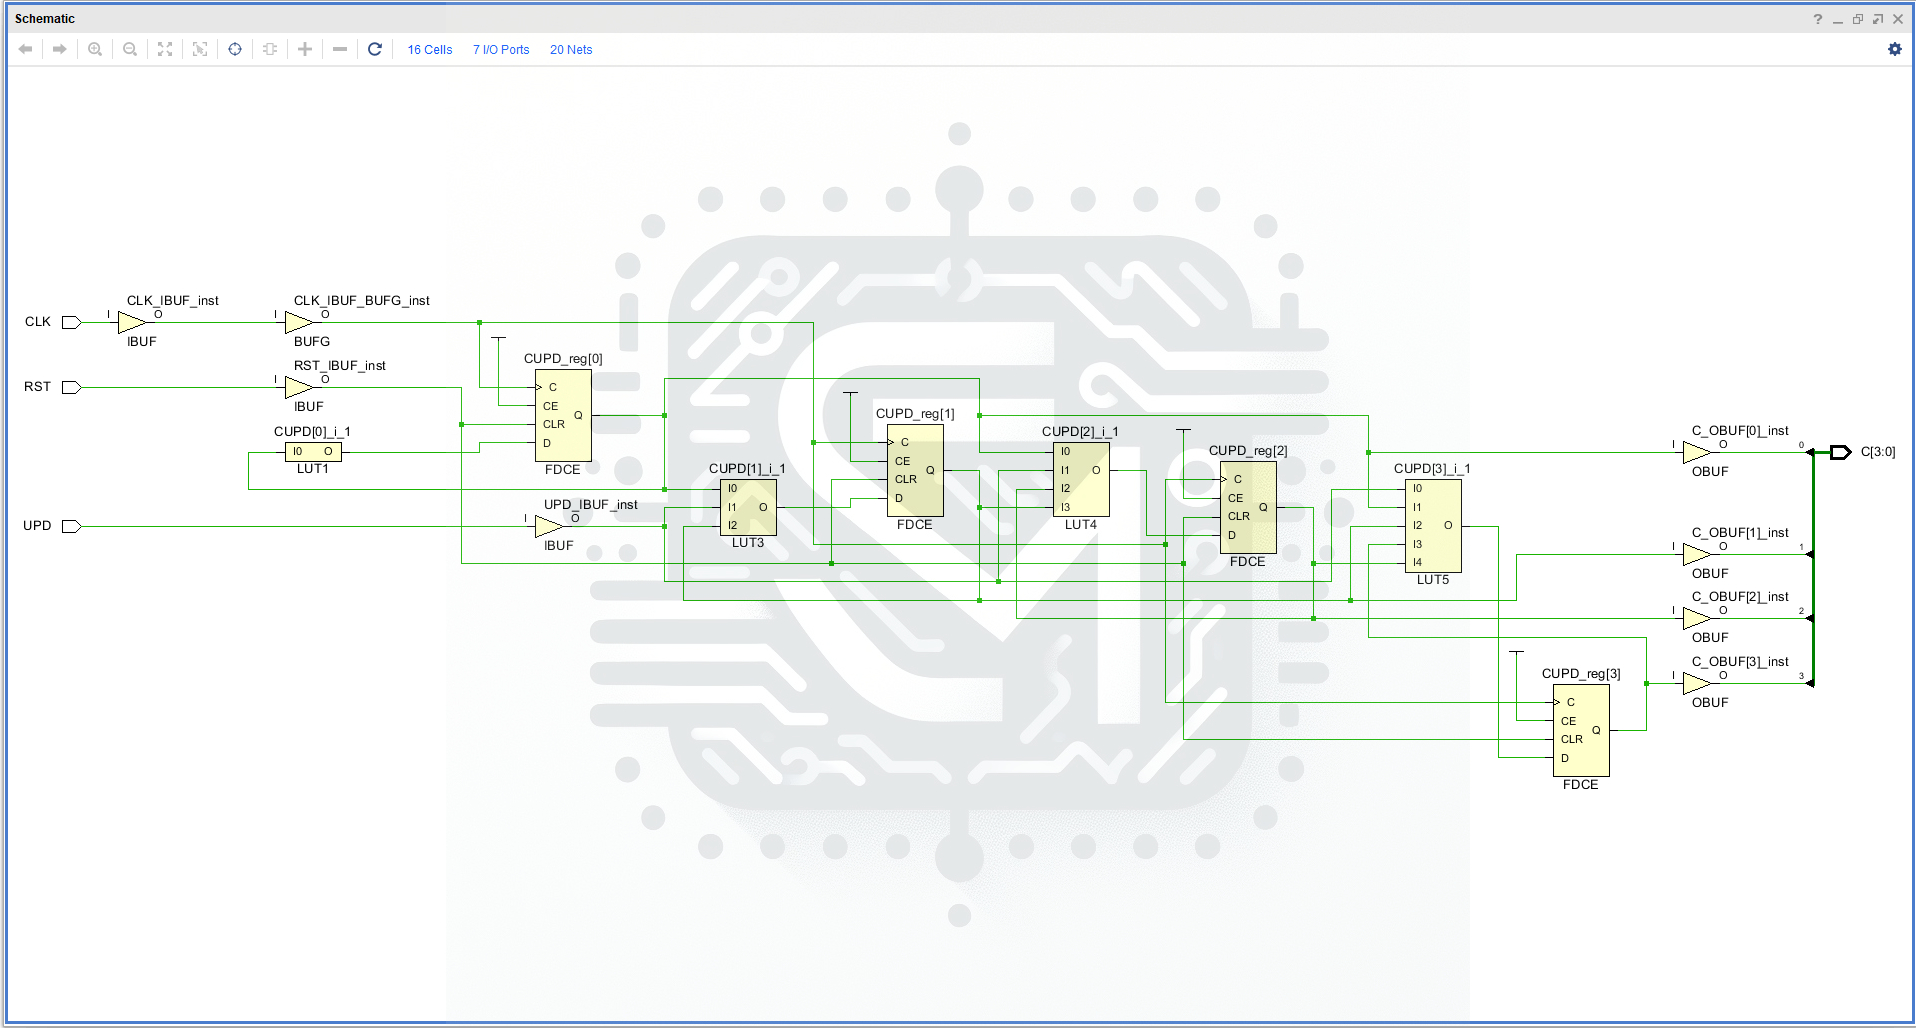 Schematic
?
16 Cells 7 I/O Ports 20 Nets
CLK
I
CLK_IBUF_inst
O
IBUF
I
CLK_IBUF_BUFG_inst
O
BUFG
RST
I
RST_IBUF_inst
O
IBUF
CUPD[0]_i_1
I0 O
LUT1
UPD
I
UPD_IBUF_inst
O
IBUF
CUPD_reg[0]
C
CE
CLR
D
Q
FDCE
CUPD[1]_i_1
I0
I1
I2
O
LUT3
CUPD_reg[1]
C
CE
CLR
D
Q
FDCE
CUPD[2]_i_1
I0
I1
I2
I3
O
LUT4
CUPD_reg[2]
C
CE
CLR
D
Q
FDCE
CUPD[3]_i_1
I0
I1
I2
I3
I4
O
LUT5
CUPD_reg[3]
C
CE
CLR
D
Q
FDCE
C_OBUF[0]_inst
I O 0
OBUF
C[3:0]
C_OBUF[1]_inst
I O 1
OBUF
C_OBUF[2]_inst
I O 2
OBUF
C_OBUF[3]_inst
I O 3
OBUF